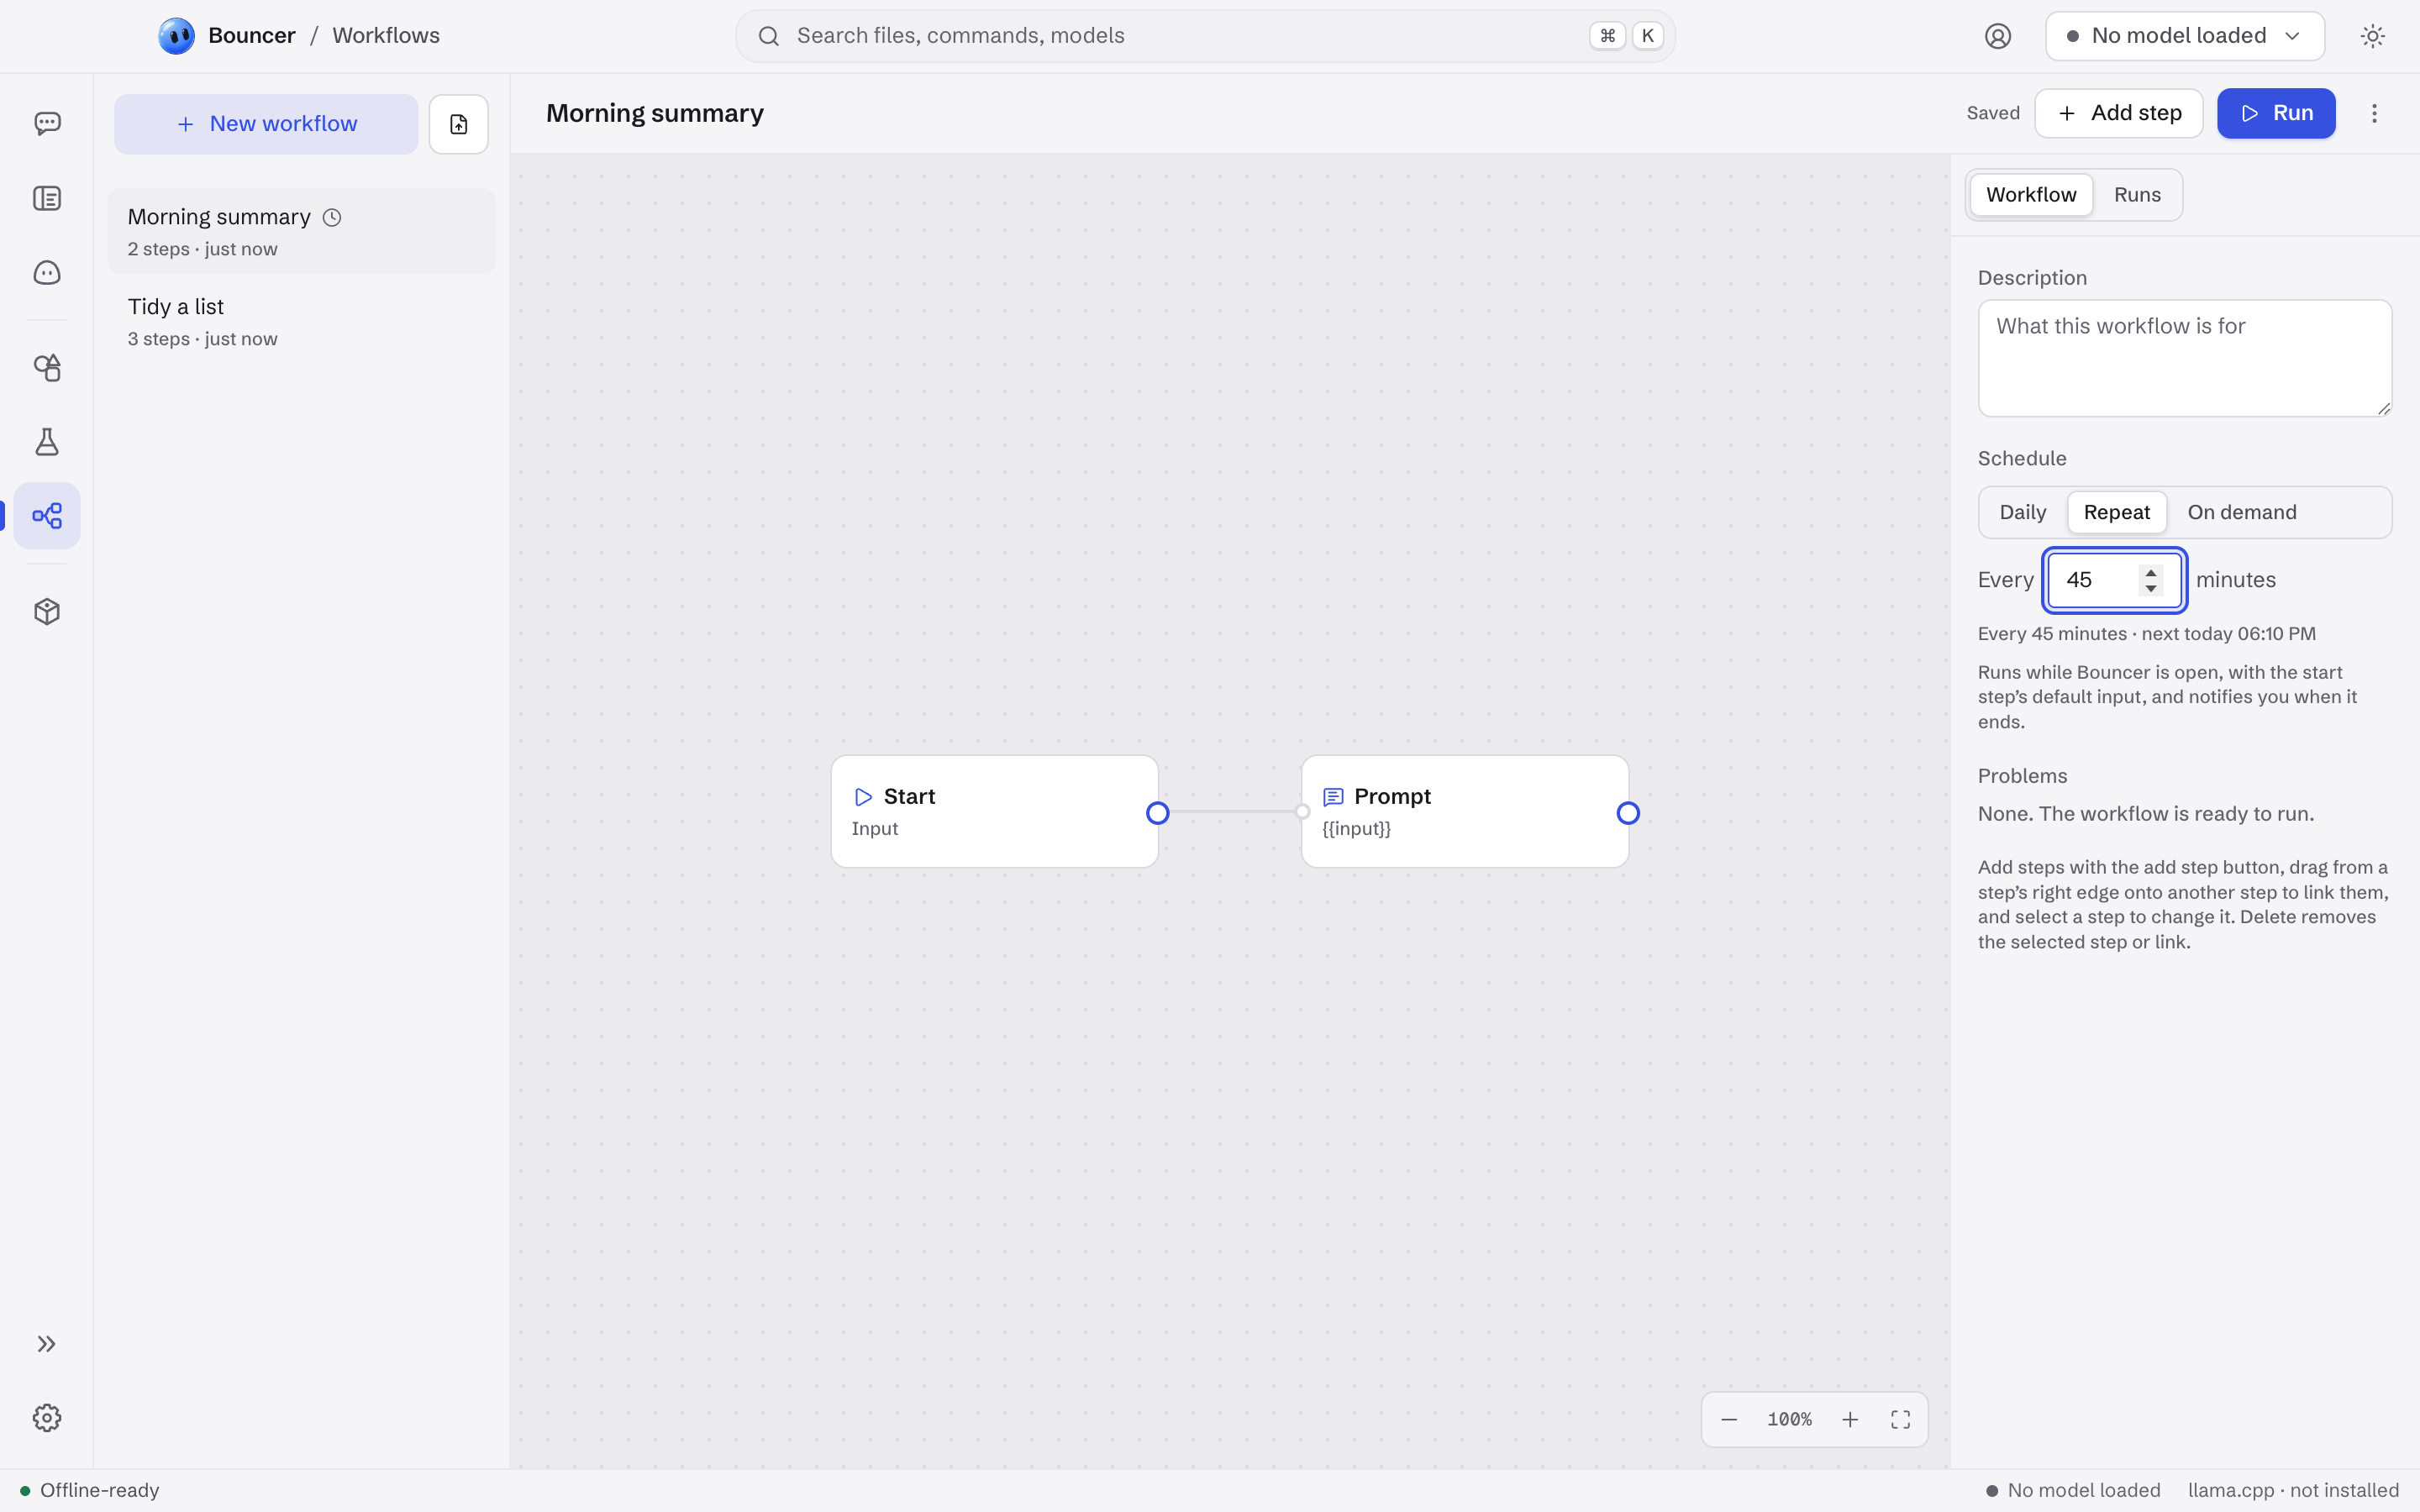 Bouncer / Workflows
Search files, commands, models
⌘ K
No model loaded
New workflow
Morning summary
2 steps · just now
Tidy a list
3 steps · just now
Morning summary
Saved
Add step
Run
Start
Input
Prompt
{{input}}
100%
Workflow
Runs
Description
What this workflow is for
Schedule
Daily
Repeat
On demand
Every 45 minutes
Every 45 minutes · next today 06:10 PM
Runs while Bouncer is open, with the start
step’s default input, and notifies you when it
ends.
Problems
None. The workflow is ready to run.
Add steps with the add step button, drag from a
step’s right edge onto another step to link them,
and select a step to change it. Delete removes
the selected step or link.
Offline-ready
No model loaded
llama.cpp · not installed